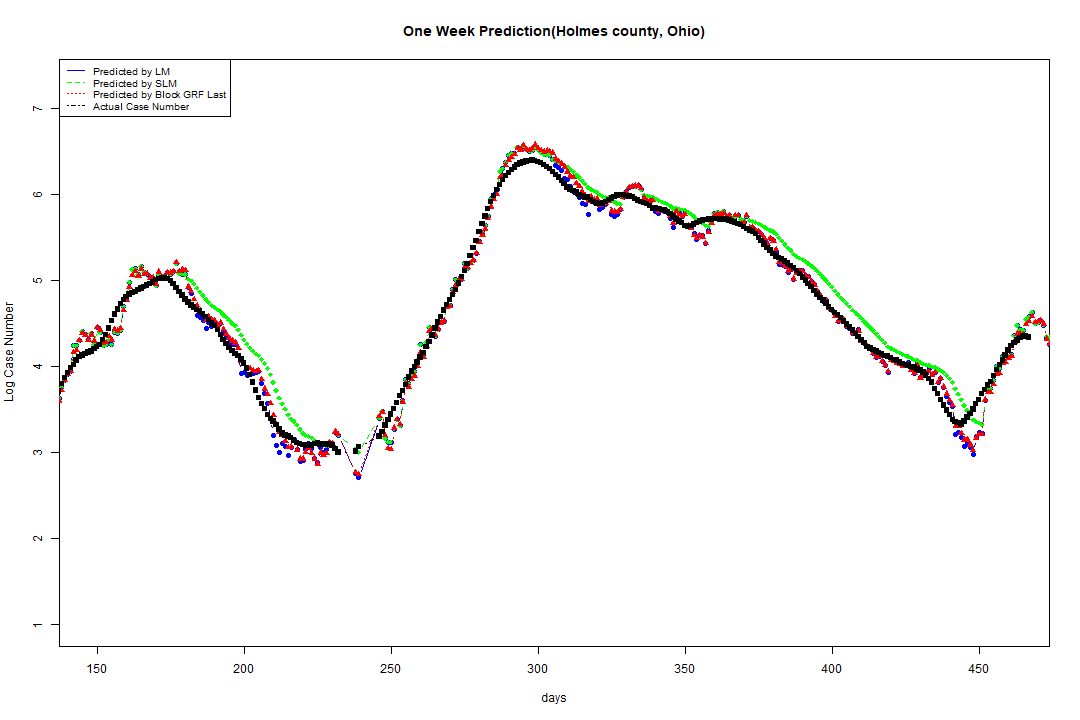 One Week Prediction(Holmes county, Ohio)
Predicted by LM
Predicted by SLM
Predicted by Block GRF Last
Actual Case Number
Log Case Number
7
6
5
4
3
2
1
150 200 250 300 350 400 450
days